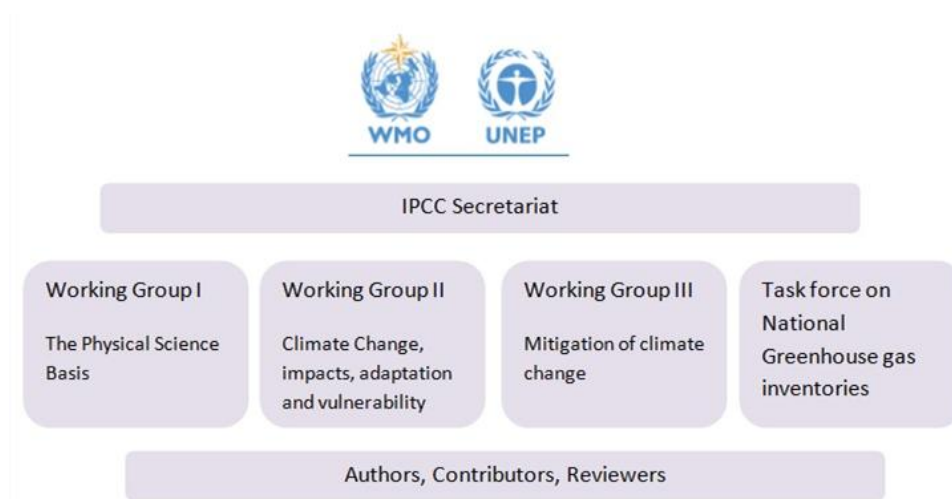 WMO
UNEP
IPCC Secretariat
Working Group I
The Physical Science
Basis
Working Group II
Climate Change,
impacts, adaptation
and vulnerability
Working Group III
Mitigation of climate
change
Task force on
National
Greenhouse gas
inventories
Authors, Contributors, Reviewers